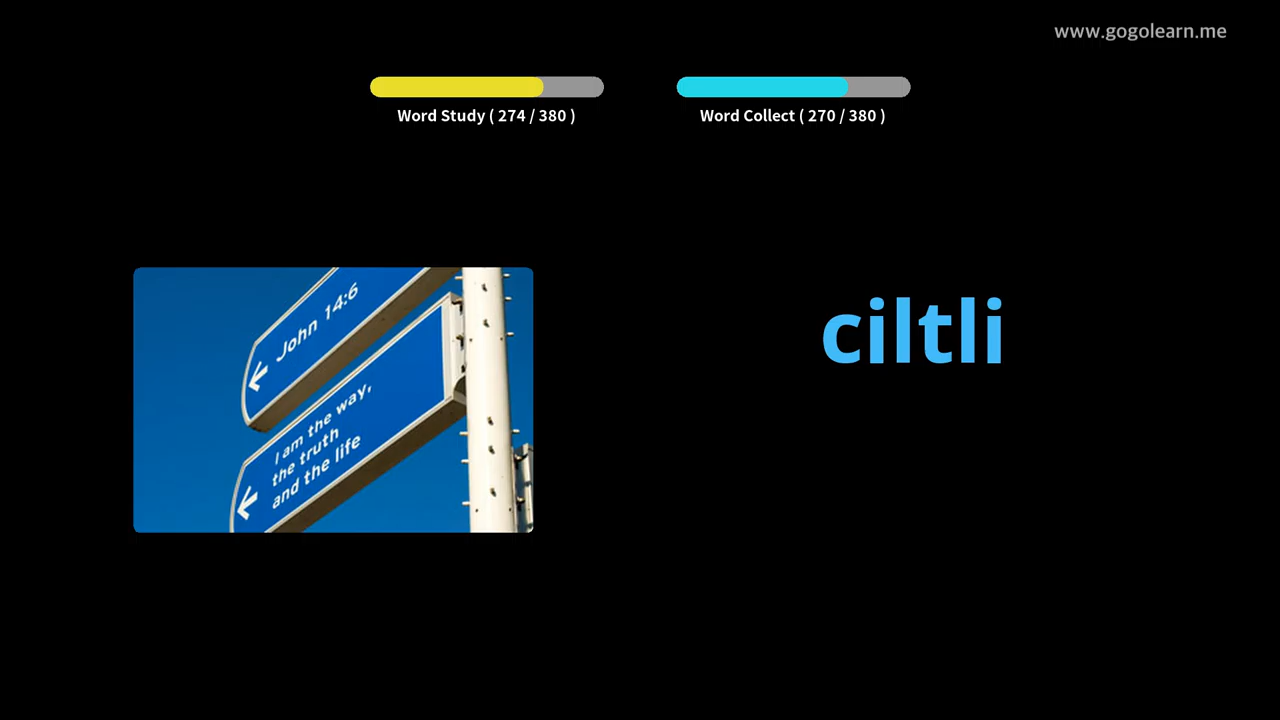 www.gogolearn.me
Word Study ( 274 / 380 )
Word Collect ( 270 / 380 )
John 14:6
I am the way,
the truth
and the life
ciltli